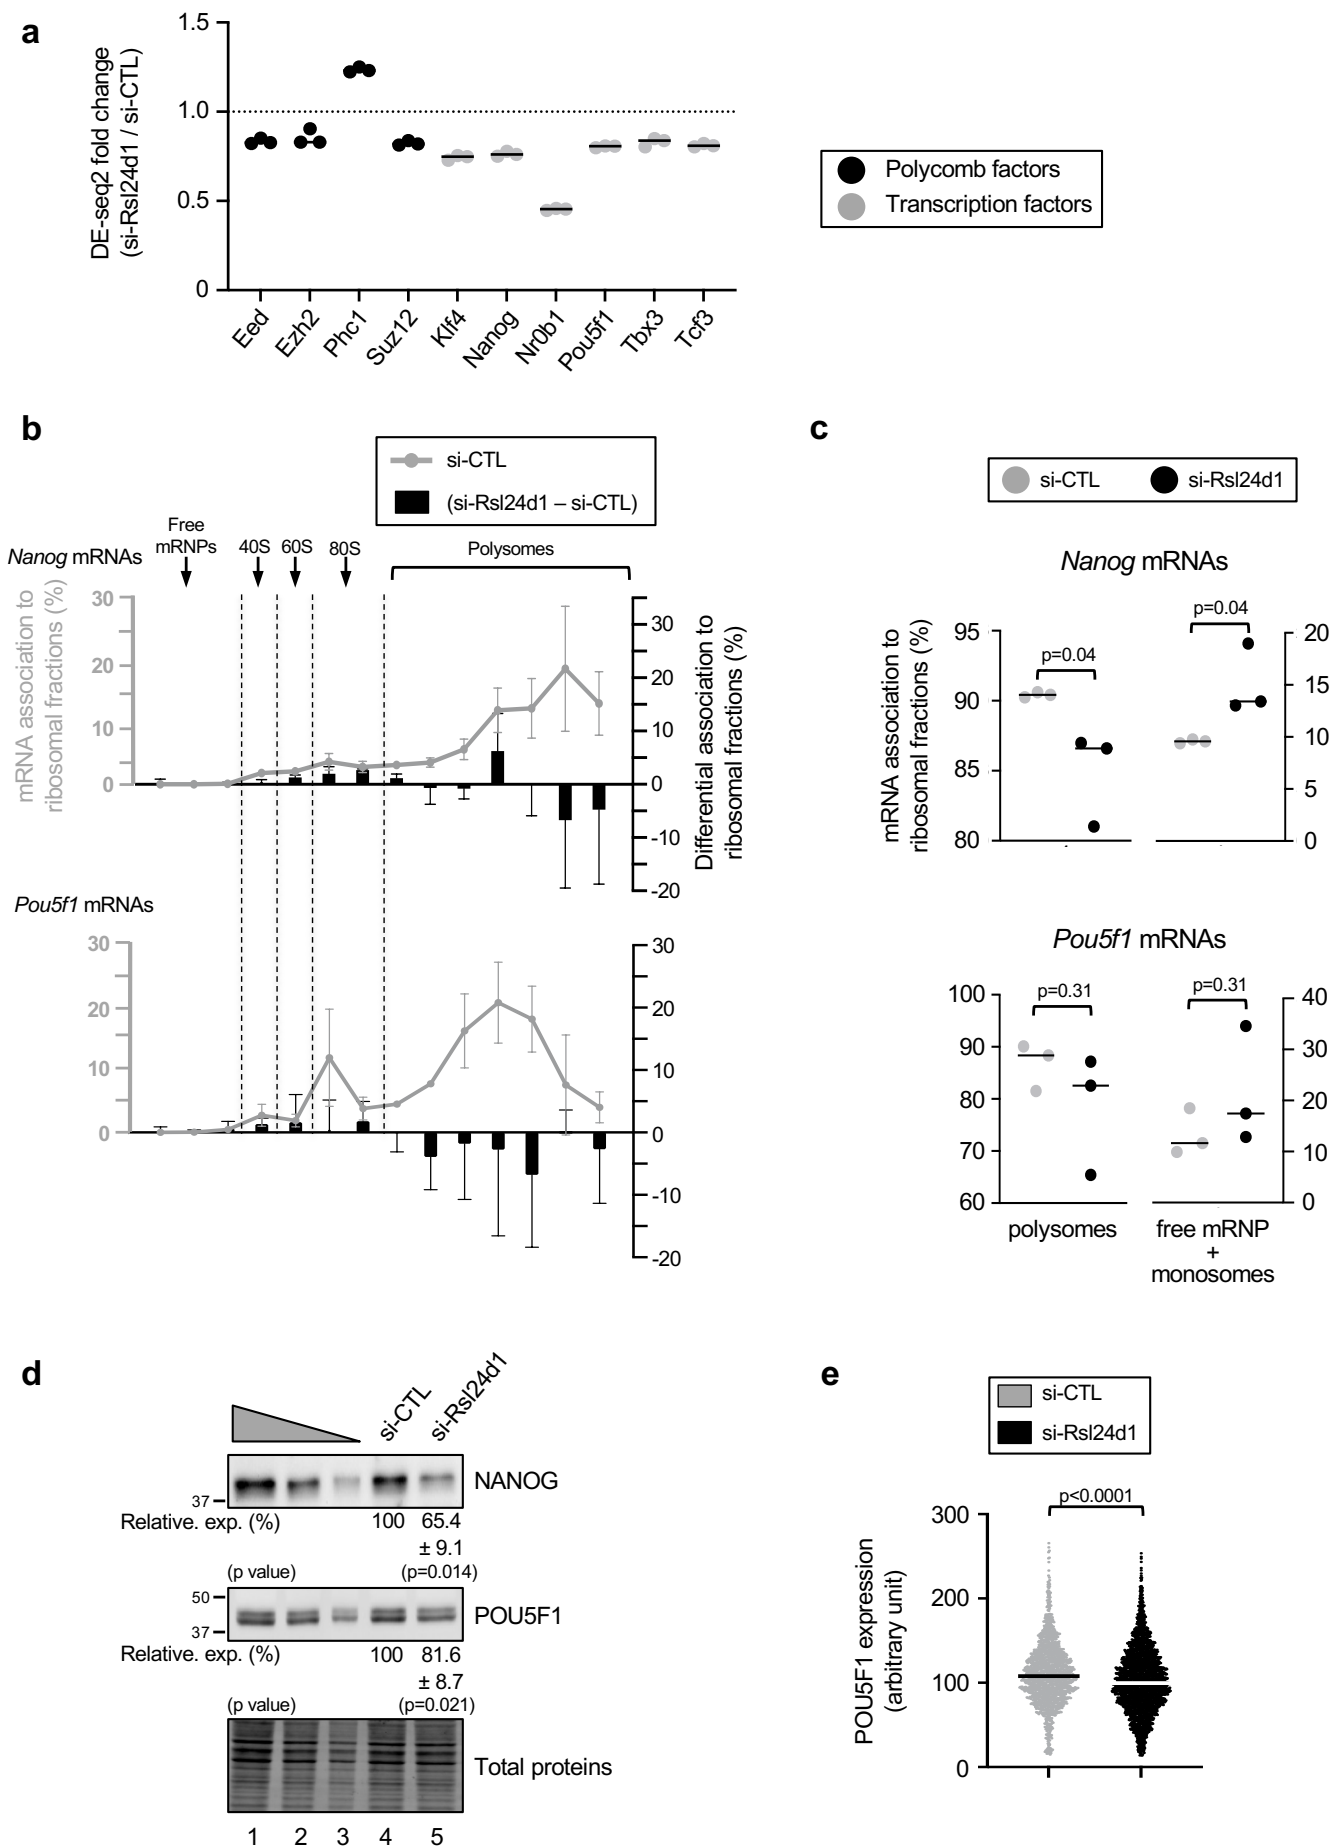 a
DE-seq2 fold change
(si-Rsl24d1 / si-CTL)
1.5
1.0
0.5
0
Eed
Ezh2
Phc1
Suz12
Klf4
Nanog
Nr0b1
Pou5f1
Tbx3
Tcf3
Polycomb factors
Transcription factors
b
si-CTL
(si-Rsl24d1 – si-CTL)
Nanog mRNAs
Free
mRNPs
40S
60S
80S
Polysomes
mRNA association to
ribosomal fractions (%)
30
20
10
0
30
20
10
0
-10
-20
Differential association to
ribosomal fractions (%)
Pou5f1 mRNAs
30
20
10
0
30
20
10
0
-10
-20
c
si-CTL
si-Rsl24d1
Nanog mRNAs
mRNA association to
ribosomal fractions (%)
95
90
85
80
p=0.04
p=0.04
20
15
10
5
0
Pou5f1 mRNAs
100
90
80
70
60
p=0.31
p=0.31
40
30
20
10
0
polysomes
free mRNP
+
monosomes
d
si-CTL
si-Rsl24d1
37
NANOG
Relative. exp. (%)
100
65.4
± 9.1
(p value)
(p=0.014)
50
37
POU5F1
Relative. exp. (%)
100
81.6
± 8.7
(p value)
(p=0.021)
Total proteins
1 2 3 4 5
e
si-CTL
si-Rsl24d1
p<0.0001
POU5F1 expression
(arbitrary unit)
300
200
100
0